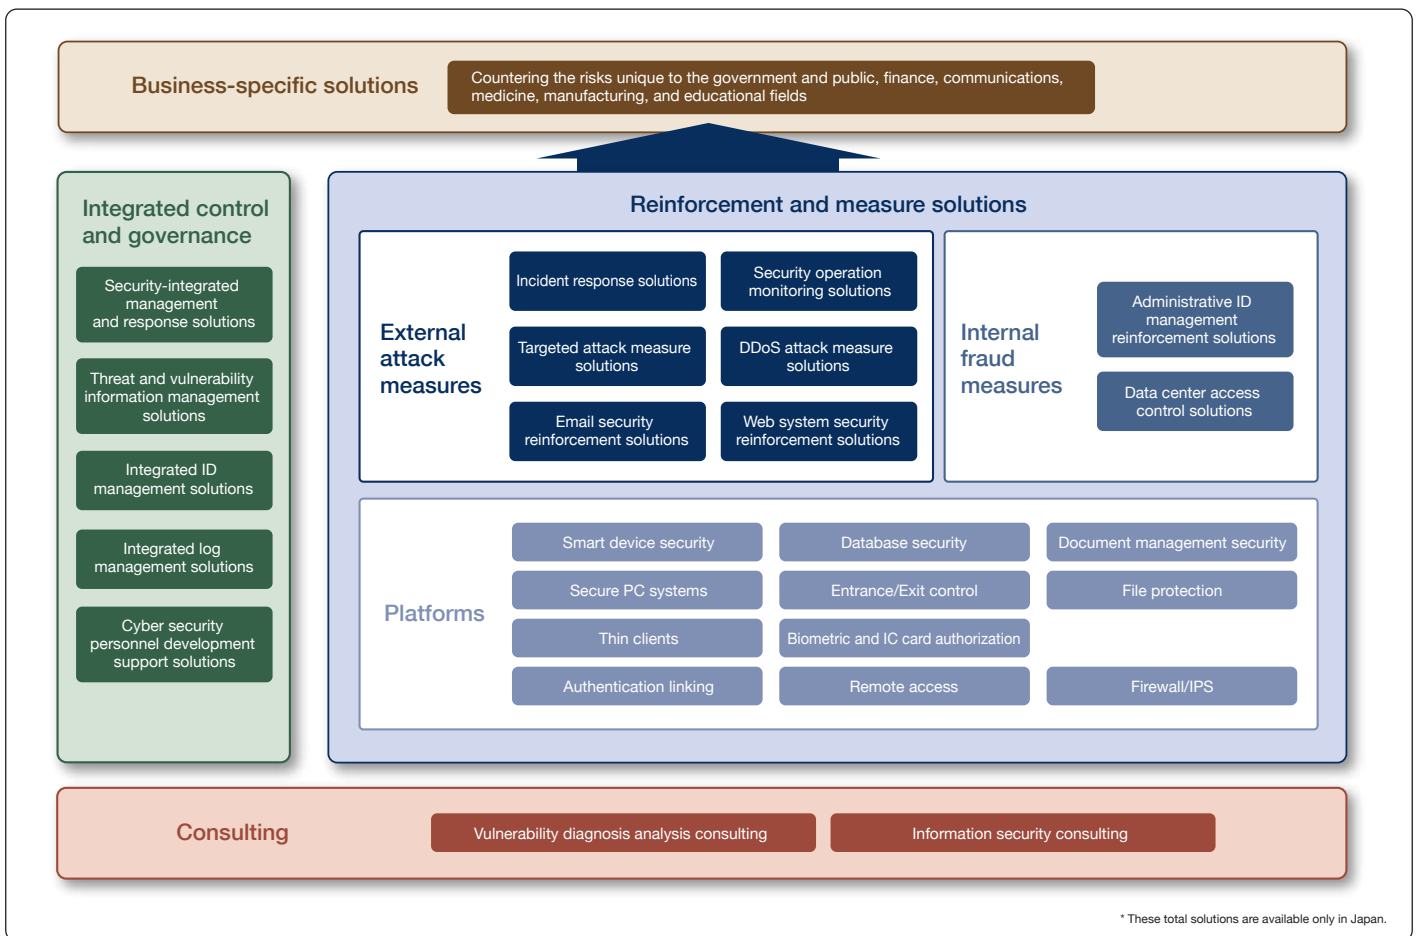 Business-specific solutions
Countering the risks unique to the government and public, finance, communications,
medicine, manufacturing, and educational fields
Integrated control
and governance
Security-integrated
management
and response solutions
Threat and vulnerability
information management
solutions
Integrated ID
management solutions
Integrated log
management solutions
Cyber security
personnel development
support solutions
Reinforcement and measure solutions
External
attack
measures
Incident response solutions
Security operation
monitoring solutions
Targeted attack measure
solutions
DDoS attack measure
solutions
Email security
reinforcement solutions
Web system security
reinforcement solutions
Internal
fraud
measures
Administrative ID
management
reinforcement solutions
Data center access
control solutions
Platforms
Smart device security
Database security
Document management security
Secure PC systems
Entrance/Exit control
File protection
Thin clients
Biometric and IC card authorization
Authentication linking
Remote access
Firewall/IPS
Consulting
Vulnerability diagnosis analysis consulting
Information security consulting
* These total solutions are available only in Japan.